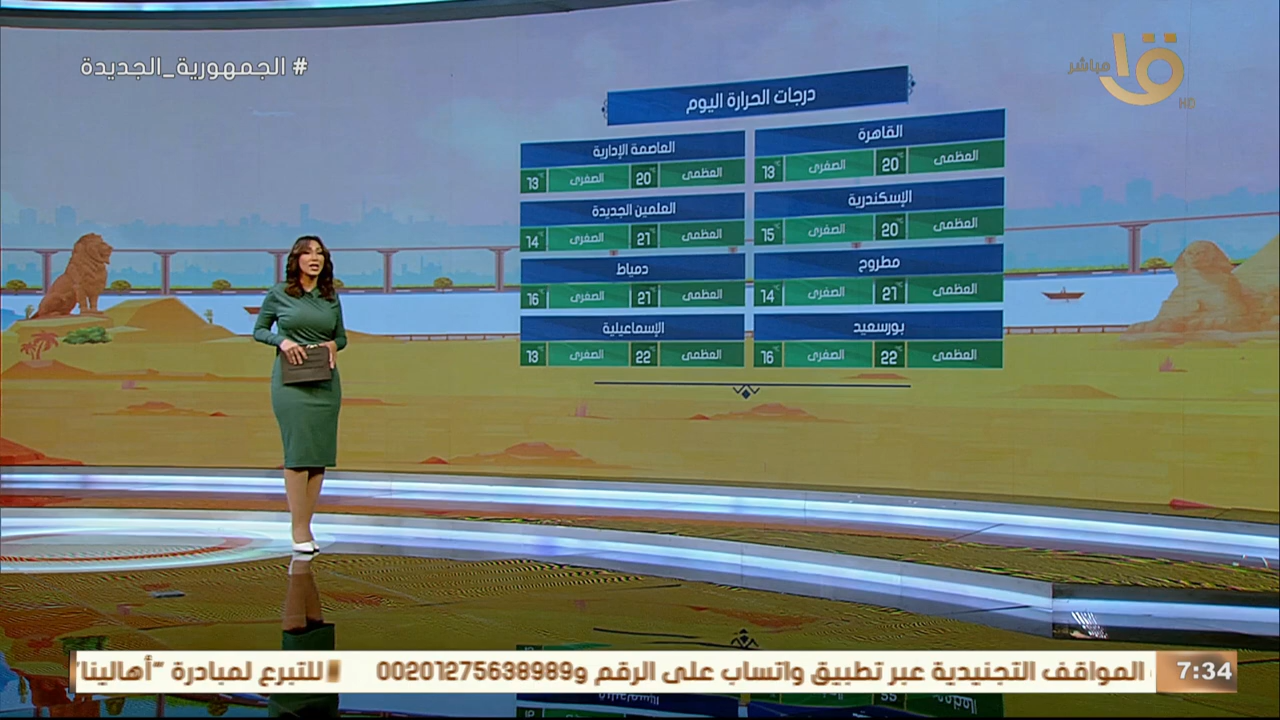 # الجمهورية_الجديدة
مباشر
HD
درجات الحرارة اليوم
القاهرة
العظمى 20 °C الصغرى 13 °C
العاصمة الإدارية
العظمى 20 °C الصغرى 13 °C
الإسكندرية
العظمى 20 °C الصغرى 15 °C
العلمين الجديدة
العظمى 21 °C الصغرى 14 °C
مطروح
العظمى 21 °C الصغرى 14 °C
دمياط
العظمى 21 °C الصغرى 16 °C
بورسعيد
العظمى 22 °C الصغرى 16 °C
الإسماعيلية
العظمى 22 °C الصغرى 13 °C
7:34
المواقف التجنيدية عبر تطبيق واتساب على الرقم و00201275638989 للتبرع لمبادرة "أهالينا"